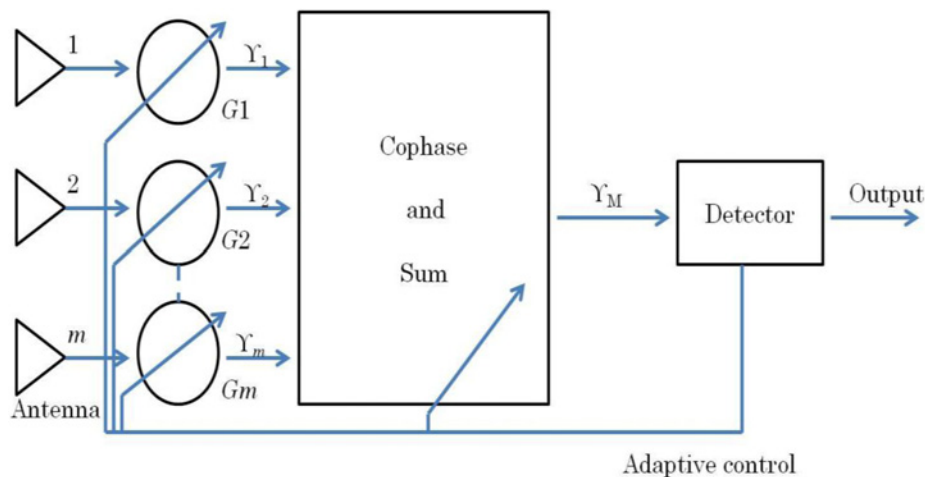 1
ϒ1
G1
2
ϒ2
G2
m
ϒm
Gm
Antenna
Cophase
and
Sum
ϒM
Detector
Output
Adaptive control